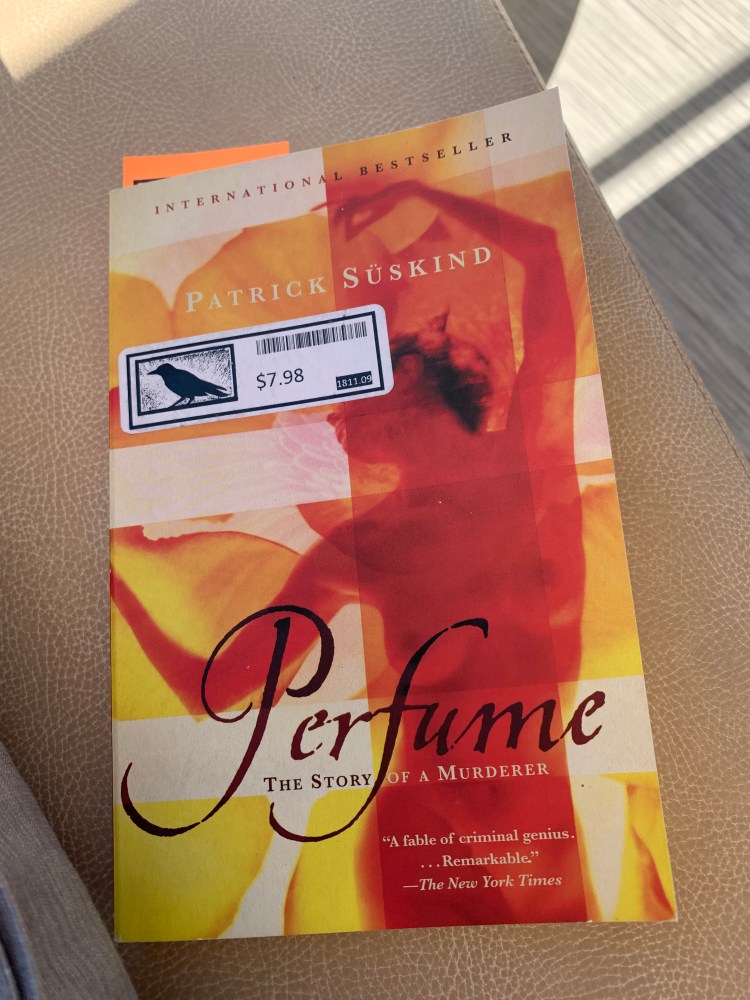 INTERNATIONAL BESTSELLER
PATRICK SÜSKIND
$7.98
1811.09
Perfume
THE STORY OF A MURDERER
“A fable of criminal genius.
. . . Remarkable.”
—The New York Times